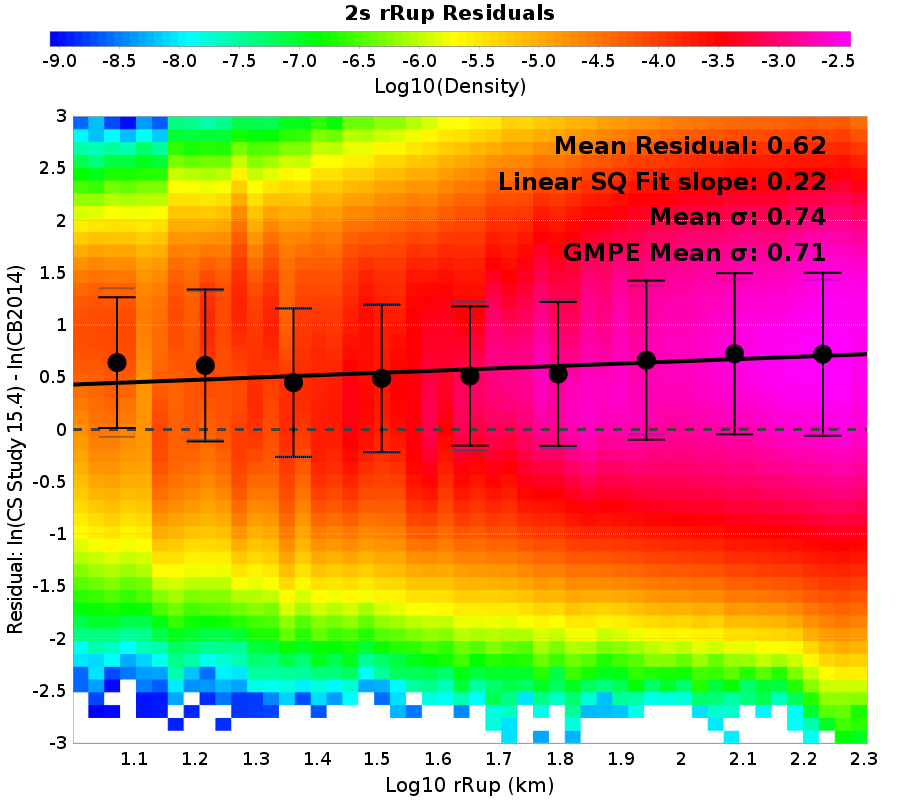 2s rRup Residuals
-9.0 -8.5 -8.0 -7.5 -7.0 -6.5 -6.0 -5.5 -5.0 -4.5 -4.0 -3.5 -3.0 -2.5
Log10(Density)
Mean Residual: 0.62
Linear SQ Fit slope: 0.22
Mean σ: 0.74
GMPE Mean σ: 0.71
Residual: ln(CS Study 15.4) - ln(CB2014)
3
2.5
2
1.5
1
0.5
0
-0.5
-1
-1.5
-2
-2.5
-3
1.1 1.2 1.3 1.4 1.5 1.6 1.7 1.8 1.9 2 2.1 2.2 2.3
Log10 rRup (km)